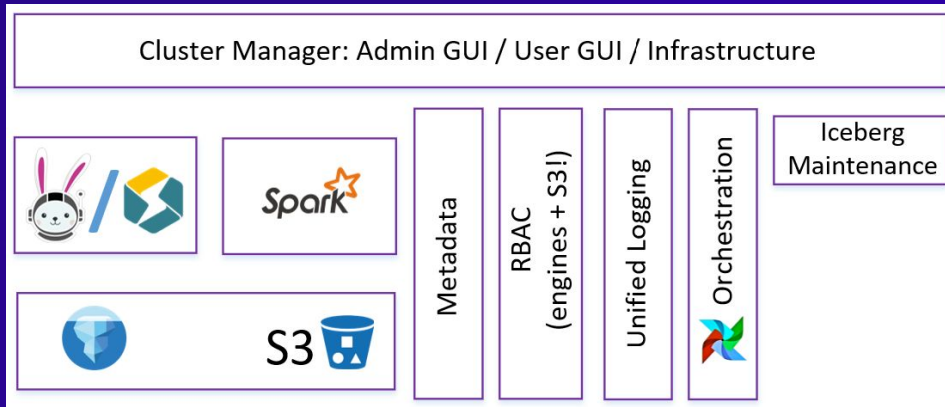 Cluster Manager: Admin GUI / User GUI / Infrastructure
Spark
S3
Metadata
RBAC
(engines + S3!)
Unified Logging
Orchestration
Iceberg
Maintenance